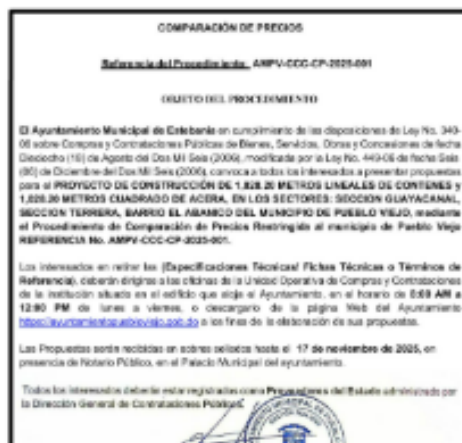 COMPARACIÓN DE PRECIOS
Referencia del Procedimiento: AMPV-CCC-CP-2025-001
OBJETO DEL PROCEDIMIENTO
El Ayuntamiento Municipal de Estebanía en cumplimiento de las disposiciones de Ley No. 340-
06 sobre Compras y Contrataciones Públicas de Bienes, Servicios, Obras y Concesiones de fecha
Dieciocho (18) de Agosto del Dos Mil Seis (2006), modificada por la Ley No. 449-06 de fecha Seis
(06) de Diciembre del Dos Mil Seis (2006), convoca a todos los interesados a presentar propuestas
para el PROYECTO DE CONSTRUCCIÓN DE 1,828.20 METROS LINEALES DE CONTENES y
1,828.20 METROS CUADRADO DE ACERA, EN LOS SECTORES: SECCION GUAYACANAL,
SECCION TERRERA, BARRIO EL ABANICO DEL MUNICIPIO DE PUEBLO VIEJO, mediante
el Procedimiento de Comparación de Precios Restringida al municipio de Pueblo Viejo
REFERENCIA No. AMPV-CCC-CP-2025-001.
Los interesados en retirar las (Especificaciones Técnicas/ Fichas Técnicas o Términos de
Referencia), deberán dirigirse a las oficinas de la Unidad Operativa de Compras y Contrataciones
de la institución situada en el edificio que aloja el Ayuntamiento, en el horario de 8:00 AM a
12:00 PM de lunes a viernes, o descargarlo de la página Web del Ayuntamiento
https://ayuntamientopuebloviejo.gob.do a los fines de la elaboración de sus propuestas.
Las Propuestas serán recibidas en sobres sellados hasta el 17 de noviembre de 2025, en
presencia de Notario Público, en el Palacio Municipal del ayuntamiento.
Todos los interesados deberán estar registrados como Proveedores del Estado administrado por
la Dirección General de Contrataciones Públicas.